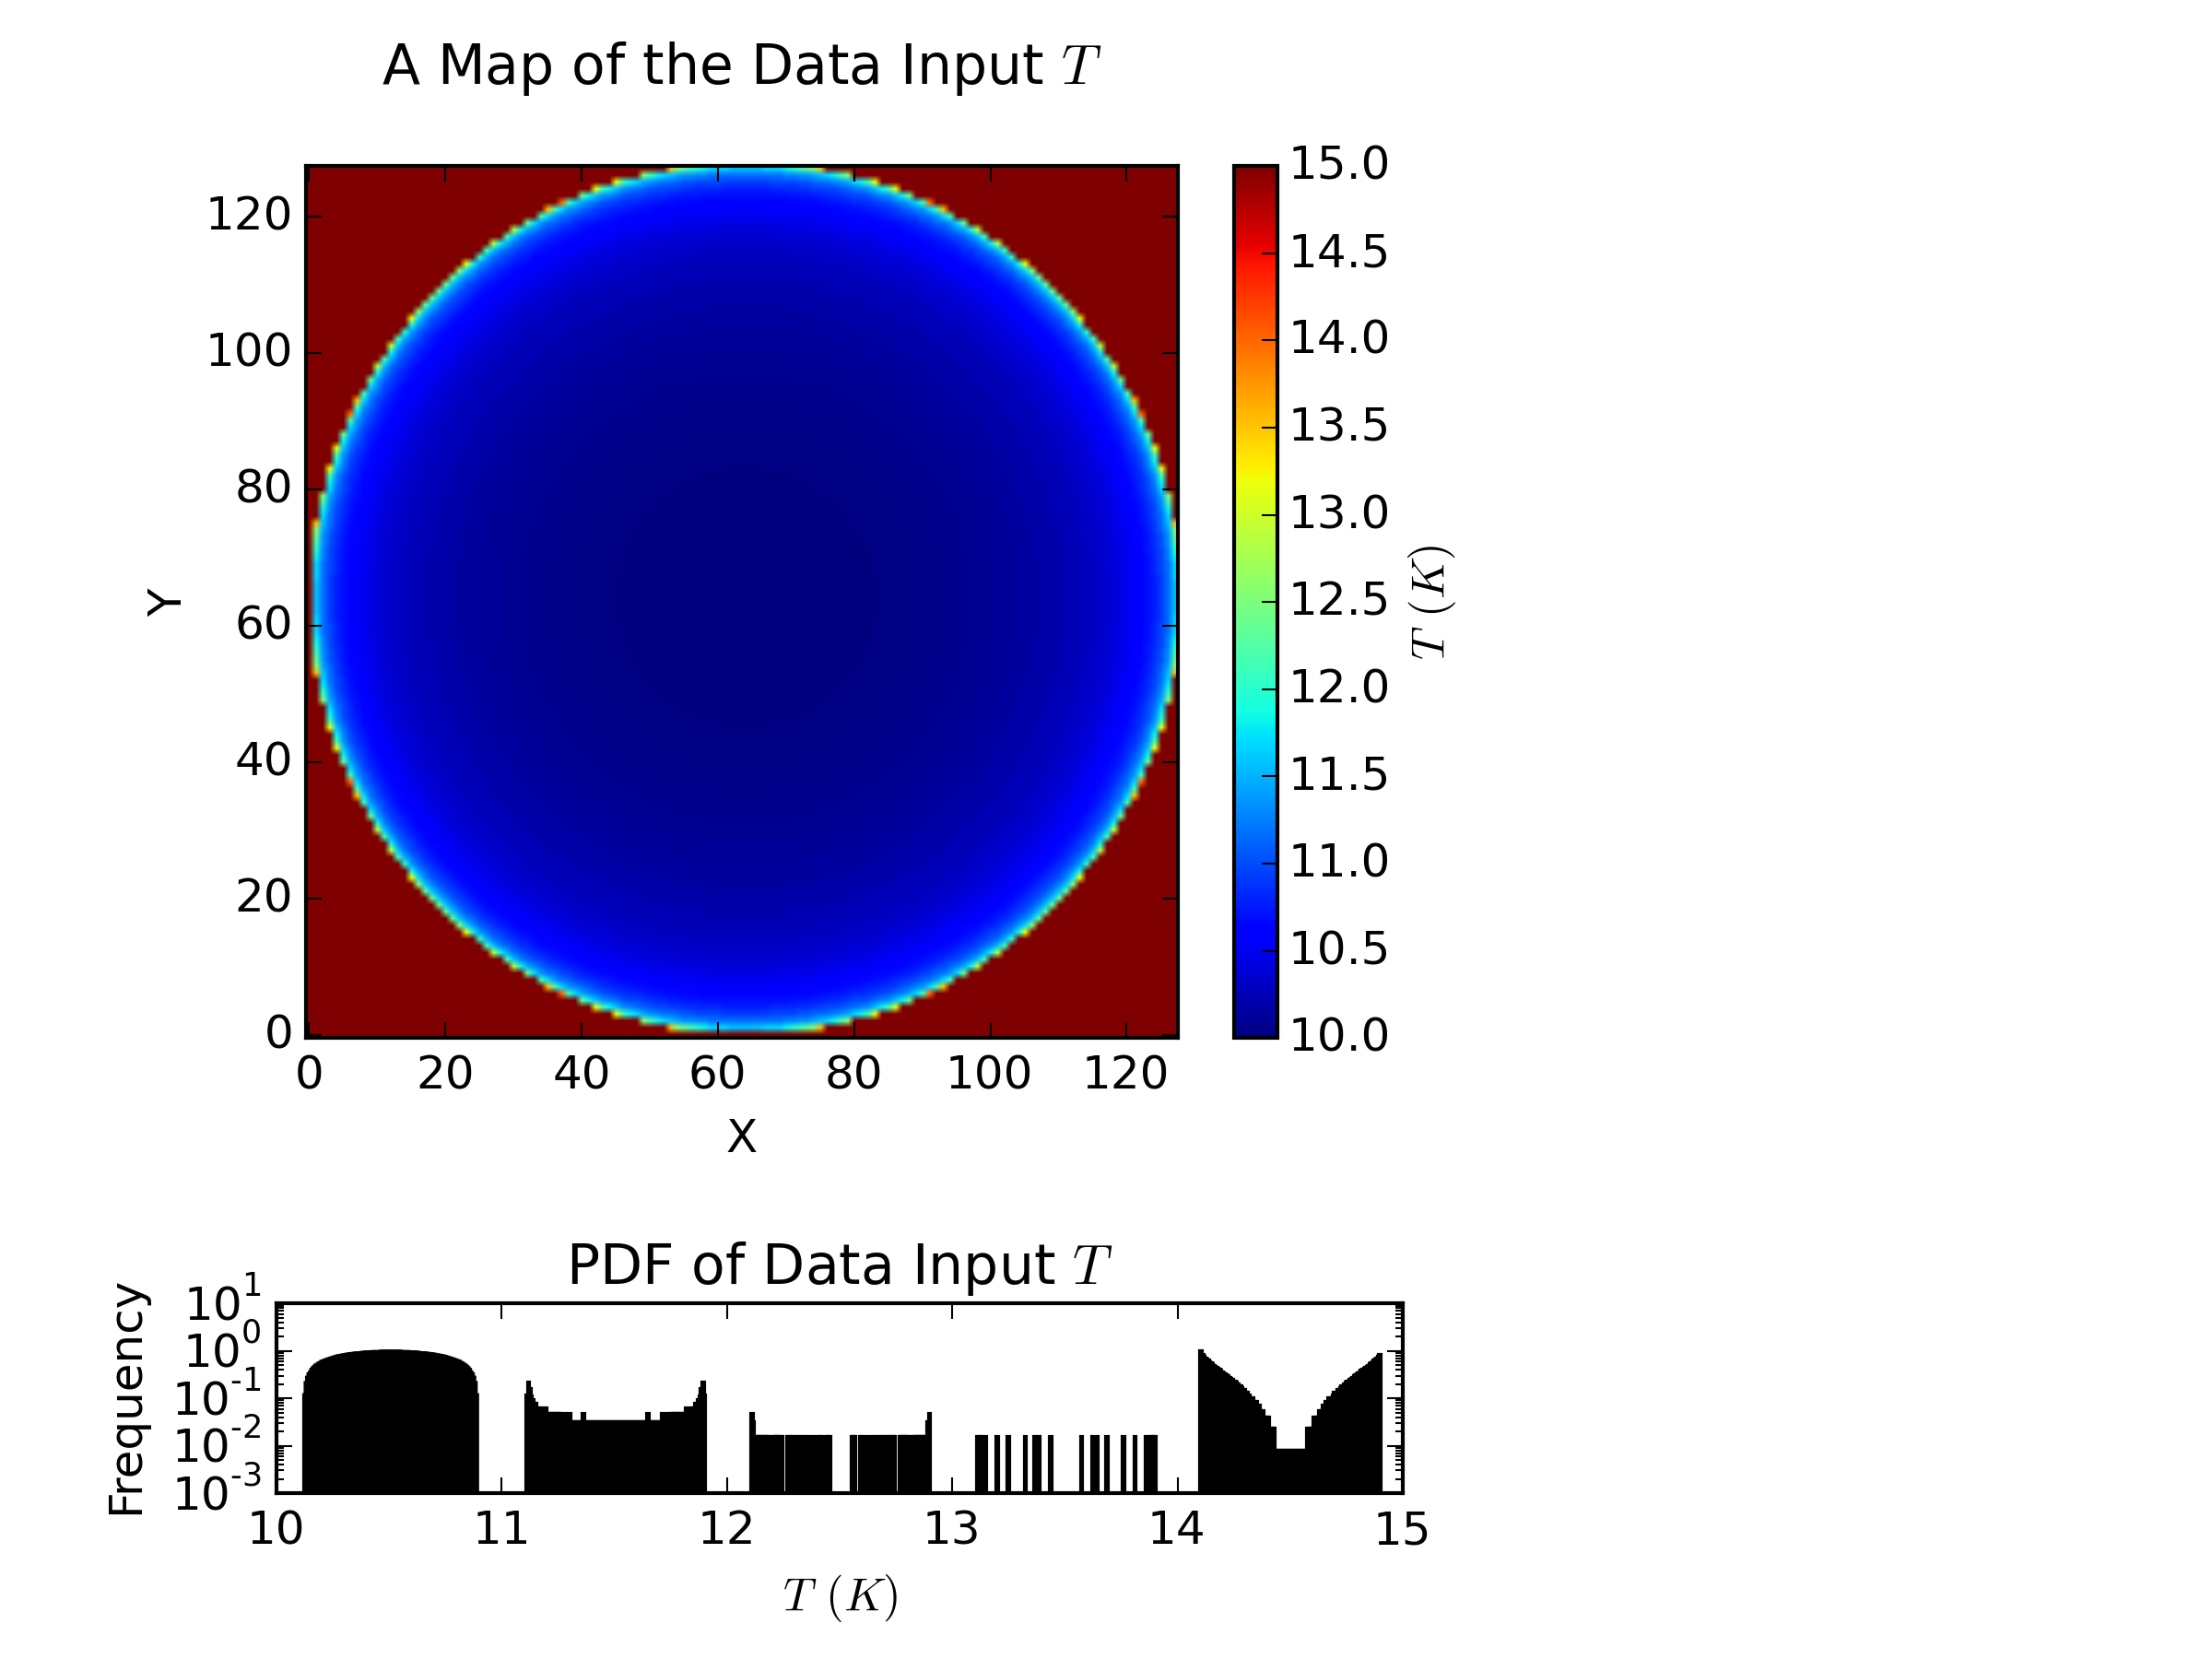 A Map of the Data Input T
120
100
80
60
40
20
0
Y
0 20 40 60 80 100 120
X
15.0
14.5
14.0
13.5
13.0
12.5
12.0
11.5
11.0
10.5
10.0
T (K)
PDF of Data Input T
Frequency
10^1
10^0
10^-1
10^-2
10^-3
10 11 12 13 14 15
T (K)